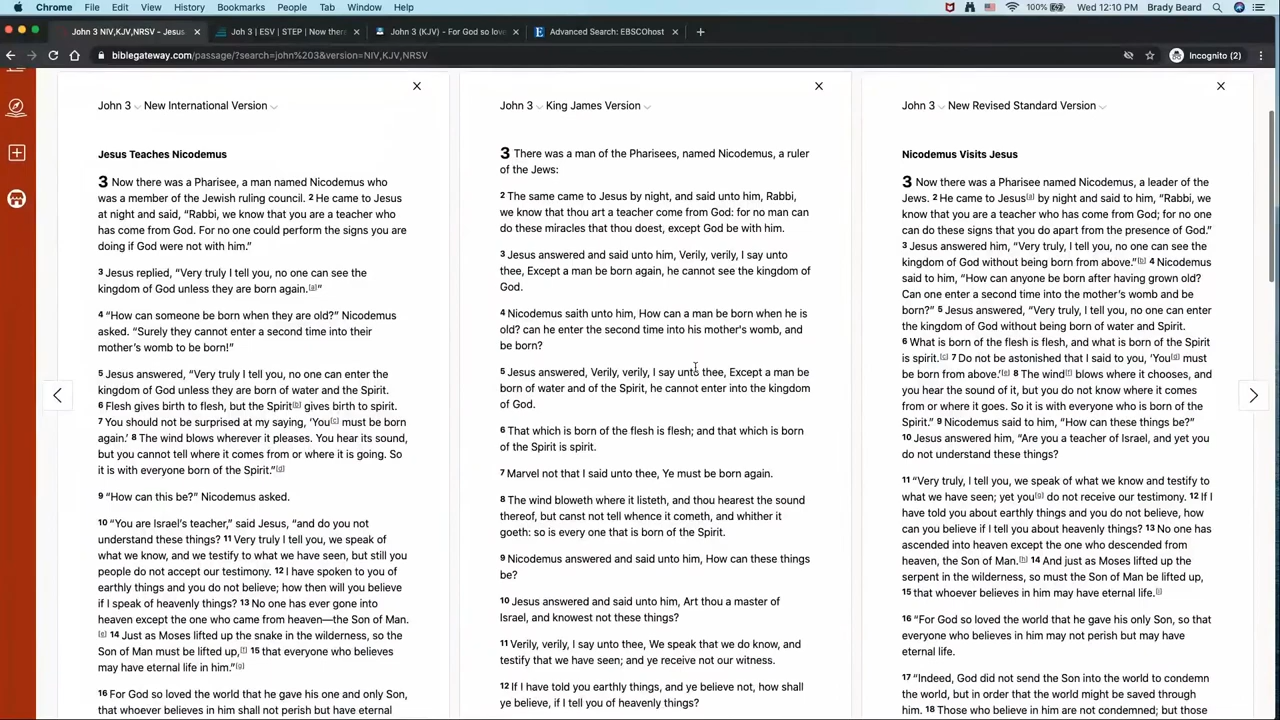 Chrome File Edit View History Bookmarks People Tab Window Help 100% Wed 12:10 PM Brady Beard
John 3 NIV,KJV,NRSV - Jesus Joh 3 | ESV | STEP | Now there John 3 (KJV) - For God so love Advanced Search: EBSCOhost
biblegateway.com/passage/?search=john%203&version=NIV,KJV,NRSV Incognito (2)
John 3 New International Version
Jesus Teaches Nicodemus
3 Now there was a Pharisee, a man named Nicodemus who
was a member of the Jewish ruling council. 2 He came to Jesus
at night and said, “Rabbi, we know that you are a teacher who
has come from God. For no one could perform the signs you are
doing if God were not with him.”
3 Jesus replied, “Very truly I tell you, no one can see the
kingdom of God unless they are born again.[a]”
4 “How can someone be born when they are old?” Nicodemus
asked. “Surely they cannot enter a second time into their
mother’s womb to be born!”
5 Jesus answered, “Very truly I tell you, no one can enter the
kingdom of God unless they are born of water and the Spirit.
6 Flesh gives birth to flesh, but the Spirit[b] gives birth to spirit.
7 You should not be surprised at my saying, ‘You[c] must be born
again.’ 8 The wind blows wherever it pleases. You hear its sound,
but you cannot tell where it comes from or where it is going. So
it is with everyone born of the Spirit.”[d]
9 “How can this be?” Nicodemus asked.
10 “You are Israel’s teacher,” said Jesus, “and do you not
understand these things? 11 Very truly I tell you, we speak of
what we know, and we testify to what we have seen, but still you
people do not accept our testimony. 12 I have spoken to you of
earthly things and you do not believe; how then will you believe
if I speak of heavenly things? 13 No one has ever gone into
heaven except the one who came from heaven—the Son of Man.
[e] 14 Just as Moses lifted up the snake in the wilderness, so the
Son of Man must be lifted up,[f] 15 that everyone who believes
may have eternal life in him.”[g]
16 For God so loved the world that he gave his one and only Son,
that whoever believes in him shall not perish but have eternal
John 3 King James Version
3 There was a man of the Pharisees, named Nicodemus, a ruler
of the Jews:
2 The same came to Jesus by night, and said unto him, Rabbi,
we know that thou art a teacher come from God: for no man can
do these miracles that thou doest, except God be with him.
3 Jesus answered and said unto him, Verily, verily, I say unto
thee, Except a man be born again, he cannot see the kingdom of
God.
4 Nicodemus saith unto him, How can a man be born when he is
old? can he enter the second time into his mother's womb, and
be born?
5 Jesus answered, Verily, verily, I say unto thee, Except a man be
born of water and of the Spirit, he cannot enter into the kingdom
of God.
6 That which is born of the flesh is flesh; and that which is born
of the Spirit is spirit.
7 Marvel not that I said unto thee, Ye must be born again.
8 The wind bloweth where it listeth, and thou hearest the sound
thereof, but canst not tell whence it cometh, and whither it
goeth: so is every one that is born of the Spirit.
9 Nicodemus answered and said unto him, How can these things
be?
10 Jesus answered and said unto him, Art thou a master of
Israel, and knowest not these things?
11 Verily, verily, I say unto thee, We speak that we do know, and
testify that we have seen; and ye receive not our witness.
12 If I have told you earthly things, and ye believe not, how shall
ye believe, if I tell you of heavenly things?
John 3 New Revised Standard Version
Nicodemus Visits Jesus
3 Now there was a Pharisee named Nicodemus, a leader of the
Jews. 2 He came to Jesus[a] by night and said to him, “Rabbi, we
know that you are a teacher who has come from God; for no one
can do these signs that you do apart from the presence of God.”
3 Jesus answered him, “Very truly, I tell you, no one can see the
kingdom of God without being born from above.”[b] 4 Nicodemus
said to him, “How can anyone be born after having grown old?
Can one enter a second time into the mother’s womb and be
born?” 5 Jesus answered, “Very truly, I tell you, no one can enter
the kingdom of God without being born of water and Spirit.
6 What is born of the flesh is flesh, and what is born of the Spirit
is spirit.[c] 7 Do not be astonished that I said to you, ‘You[d] must
be born from above.’[e] 8 The wind[f] blows where it chooses, and
you hear the sound of it, but you do not know where it comes
from or where it goes. So it is with everyone who is born of the
Spirit.” 9 Nicodemus said to him, “How can these things be?”
10 Jesus answered him, “Are you a teacher of Israel, and yet you
do not understand these things?
11 “Very truly, I tell you, we speak of what we know and testify to
what we have seen; yet you[g] do not receive our testimony. 12 If I
have told you about earthly things and you do not believe, how
can you believe if I tell you about heavenly things? 13 No one has
ascended into heaven except the one who descended from
heaven, the Son of Man.[h] 14 And just as Moses lifted up the
serpent in the wilderness, so must the Son of Man be lifted up,
15 that whoever believes in him may have eternal life.[i]
16 “For God so loved the world that he gave his only Son, so that
everyone who believes in him may not perish but may have
eternal life.
17 “Indeed, God did not send the Son into the world to condemn
the world, but in order that the world might be saved through
him. 18 Those who believe in him are not condemned; but those